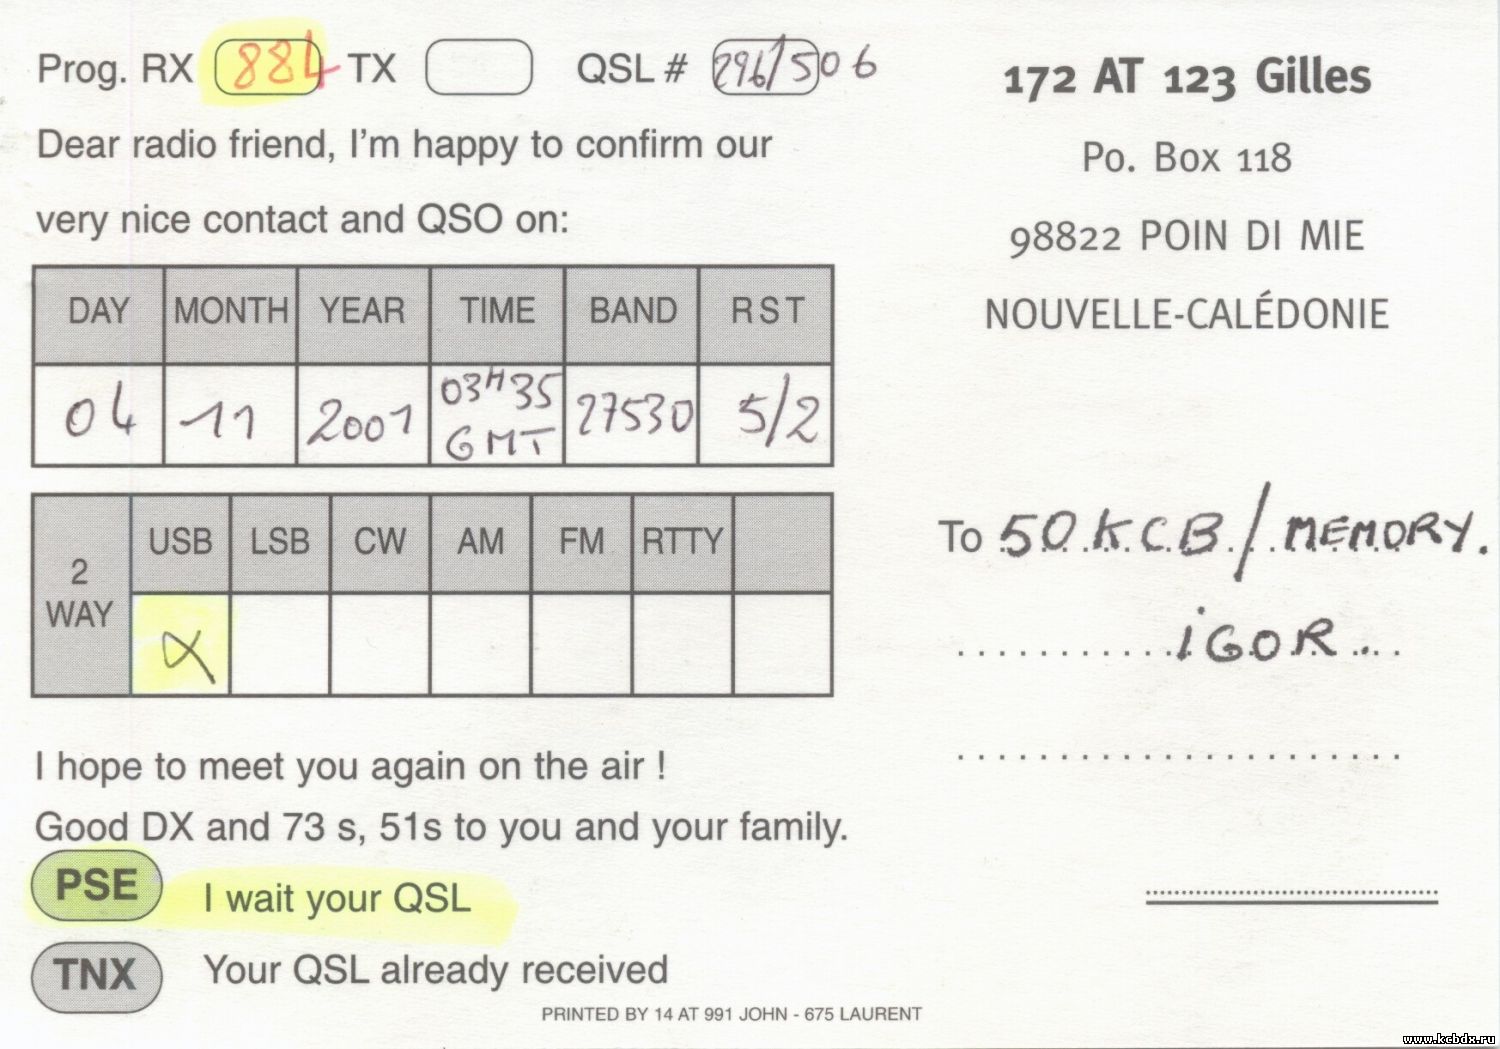 Prog. RX 884 TX QSL # 296/506
Dear radio friend, I'm happy to confirm our
very nice contact and QSO on:
DAY MONTH YEAR TIME BAND RST
04 11 2001 03H35 GMT 27530 5/2
2 WAY USB LSB CW AM FM RTTY
X
I hope to meet you again on the air !
Good DX and 73 s, 51s to you and your family.
PSE I wait your QSL
TNX Your QSL already received
PRINTED BY 14 AT 991 JOHN - 675 LAURENT
172 AT 123 Gilles
Po. Box 118
98822 POIN DI MIE
NOUVELLE-CALÉDONIE
To 50 KCB / MEMORY.
iGOR...
www.kcbdx.ru